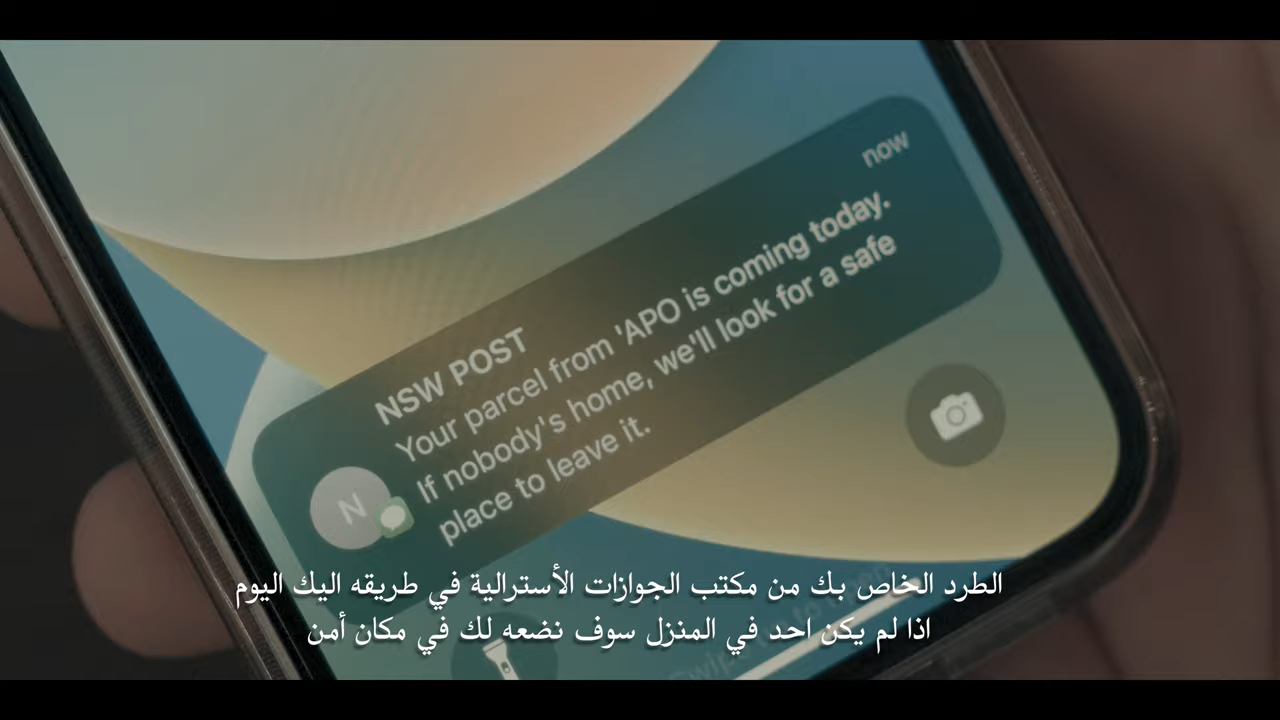 now
NSW POST
Your parcel from 'APO is coming today.
If nobody's home, we'll look for a safe
place to leave it.
N
الطرد الخاص بك من مكتب الجوازات الأسترالية في طريقه اليك اليوم
اذا لم يكن احد في المنزل سوف نضعه لك في مكان أمن